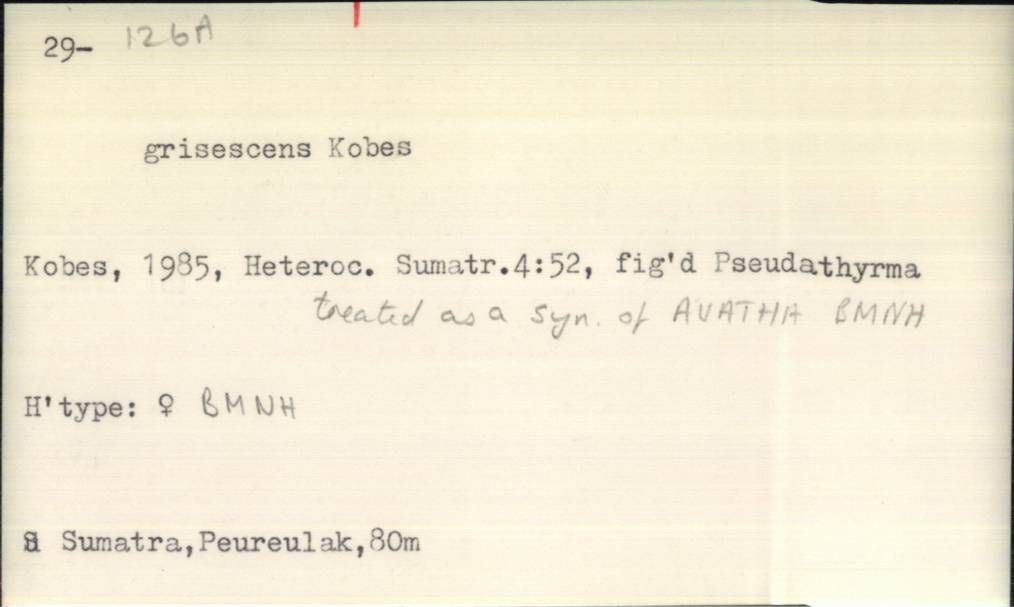 29- 126A
grisescens Kobes
Kobes, 1985, Heteroc. Sumatr.4:52, fig'd Pseudathyrma
treated as a syn. of AVATHA BMNH
H'type: ♀ BMNH
Sumatra,Peureulak,80m